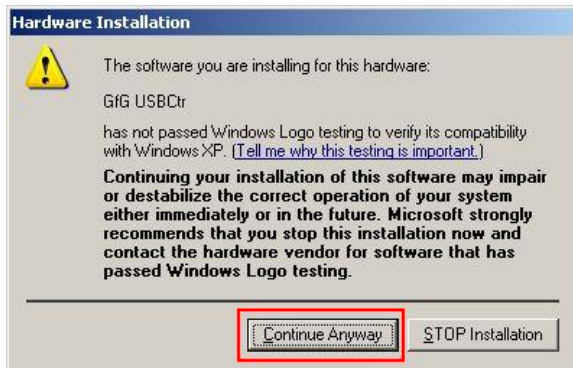 Hardware Installation
The software you are installing for this hardware:
GfG USBCtr
has not passed Windows Logo testing to verify its compatibility
with Windows XP. (Tell me why this testing is important.)
Continuing your installation of this software may impair
or destabilize the correct operation of your system
either immediately or in the future. Microsoft strongly
recommends that you stop this installation now and
contact the hardware vendor for software that has
passed Windows Logo testing.
Continue Anyway
STOP Installation